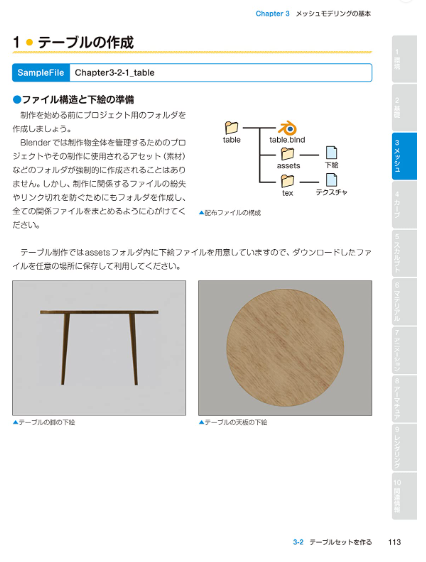 Chapter 3 メッシュモデリングの基本
1 ● テーブルの作成
SampleFile Chapter3-2-1_table
●ファイル構造と下絵の準備
制作を始める前にプロジェクト用のフォルダを
作成しましょう。
Blenderでは制作物全体を管理するためのプロ
ジェクトやその制作に使用されるアセット（素材）
などのフォルダが強制的に作成されることはあり
ません。しかし、制作に関係するファイルの紛失
やリンク切れを防ぐためにもフォルダを作成し、
全ての関係ファイルをまとめるように心がけてく
ださい。
table
table.blnd
assets
下絵
tex
テクスチャ
▲配布ファイルの構成
テーブル制作ではassetsフォルダ内に下絵ファイルを用意していますので、ダウンロードしたファ
イルを任意の場所に保存して利用してください。
▲テーブルの脚の下絵
▲テーブルの天板の下絵
1
2
3 メッシュ
4 カーブ
5 スカルプト
6 マテリアル
7 アニメーション
8 アーマチュア
9 レンダリング
10
3-2 テーブルセットを作る 113